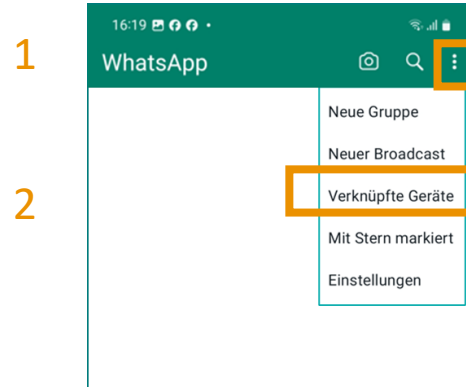 1
16:19
WhatsApp
Neue Gruppe
Neuer Broadcast
2
Verknüpfte Geräte
Mit Stern markiert
Einstellungen